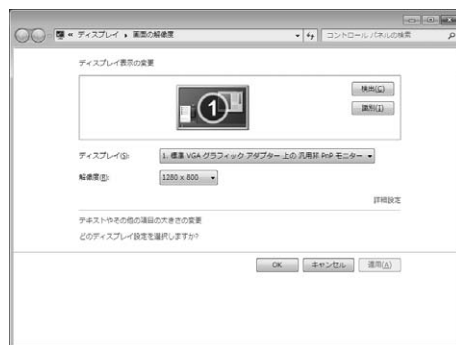 « ディスプレイ ▸ 画面の解像度
コントロール パネルの検索
ディスプレイ表示の変更
1
検出(C)
識別(I)
ディスプレイ(S):
1. 標準 VGA グラフィック アダプター 上の 汎用非 PnP モニター
解像度(R):
1280 x 800
詳細設定
テキストやその他の項目の大きさの変更
どのディスプレイ設定を選択しますか?
OK
キャンセル
適用(A)